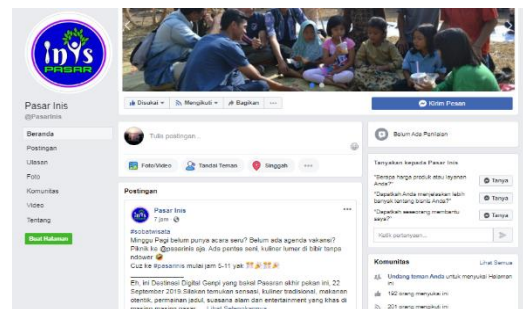 inis
PASAR
Pasar Inis
@PasarInis
Beranda
Postingan
Ulasan
Foto
Komunitas
Video
Tentang
Buat Halaman
Disukai
Mengikuti
Bagikan
Kirim Pesan
Tulis postingan...
Foto/Video
Tandai Teman
Singgah
Postingan
Pasar Inis
7 jam
#sobatwisata
Minggu Pagi belum punya acara seru? Belum ada agenda vakansi?
Piknik ke @pasarinis aja. Ada pentas seni, kuliner lumer di bibir tanpa
ndower
Cuz ke #pasarinis mulai jam 5-11 yak
Eh, ini Destinasi Digital Genpi yang bakal Pasaran akhir pekan ini, 22
September 2019.Silakan temukan sensasi, kuliner tradisional, makanan
otentik, permainan jadul, suasana alam dan entertainment yang khas di
masing masing pasar... Lihat Selengkapnya
Belum Ada Penilaian
Tanyakan kepada Pasar Inis
"Berapa harga produk atau layanan
Anda?"
Tanya
"Dapatkah Anda menjelaskan lebih
banyak tentang bisnis Anda?"
Tanya
"Dapatkah seseorang membantu
saya?"
Tanya
Ketik pertanyaan...
Komunitas
Lihat Semua
Undang teman Anda untuk menyukai Halaman
ini
192 orang menyukai ini
201 orang mengikuti ini